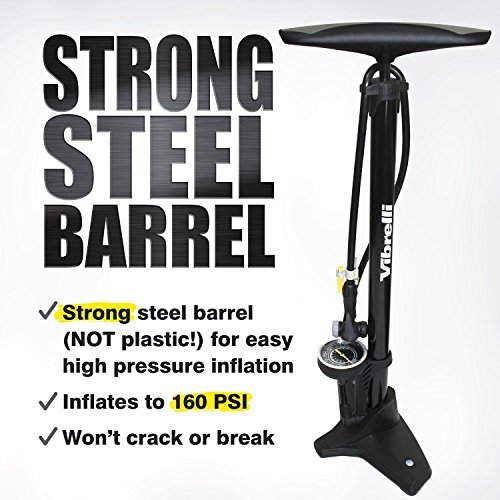 STRONG
STEEL
BARREL
✓ Strong steel barrel
(NOT plastic!) for easy
high pressure inflation
✓ Inflates to 160 PSI
✓ Won't crack or break
Vibrelli